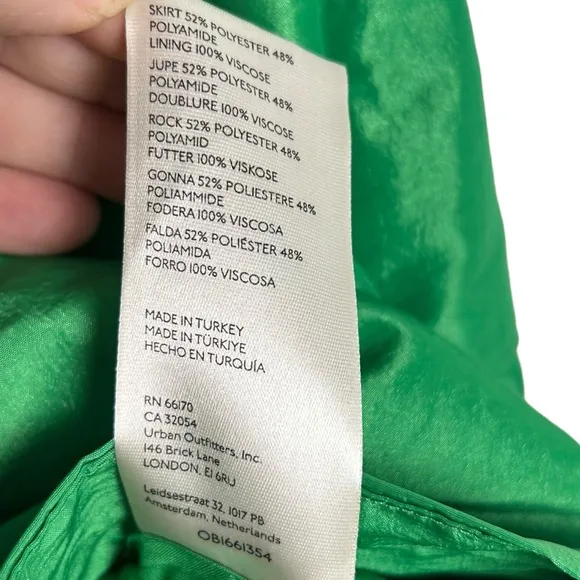 SKIRT 52% POLYESTER 48%
POLYAMIDE
LINING 100% VISCOSE
JUPE 52% POLYESTER 48%
POLYAMIDE
DOUBLURE 100% VISCOSE
ROCK 52% POLYESTER 48%
POLYAMID
FUTTER 100% VISKOSE
GONNA 52% POLIESTERE 48%
POLIAMMIDE
FODERA 100% VISCOSA
FALDA 52% POLIÉSTER 48%
POLIAMIDA
FORRO 100% VISCOSA
MADE IN TURKEY
MADE IN TÜRKIYE
HECHO EN TURQUÍA
RN 66170
CA 32054
Urban Outfitters, Inc.
146 Brick Lane
LONDON, E1 6RU
Leidsestraat 32, 1017 PB
Amsterdam, Netherlands
OB1661354